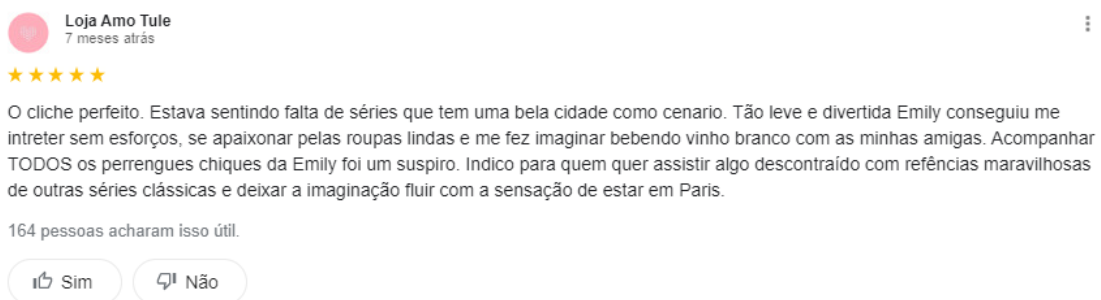 Loja Amo Tule
7 meses atrás
O cliche perfeito. Estava sentindo falta de séries que tem uma bela cidade como cenario. Tão leve e divertida Emily conseguiu me
intreter sem esforços, se apaixonar pelas roupas lindas e me fez imaginar bebendo vinho branco com as minhas amigas. Acompanhar
TODOS os perrengues chiques da Emily foi um suspiro. Indico para quem quer assistir algo descontraído com refências maravilhosas
de outras séries clássicas e deixar a imaginação fluir com a sensação de estar em Paris.
164 pessoas acharam isso útil.
Sim Não